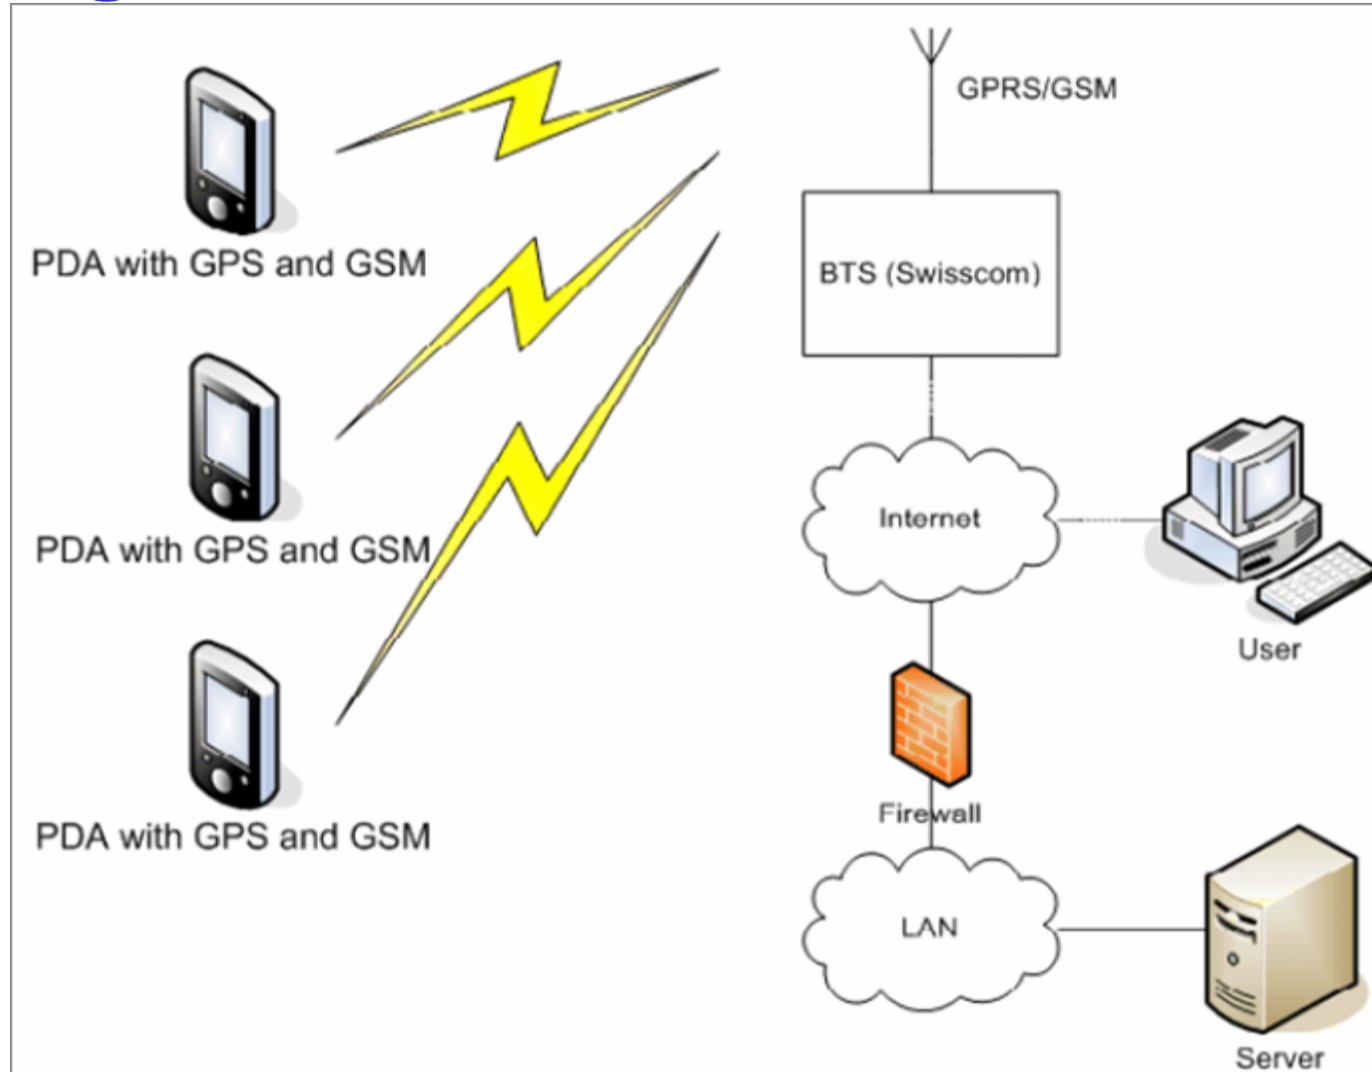 GPRS/GSM
PDA with GPS and GSM
BTS (Swisscom)
PDA with GPS and GSM
Internet
User
PDA with GPS and GSM
Firewall
LAN
Server